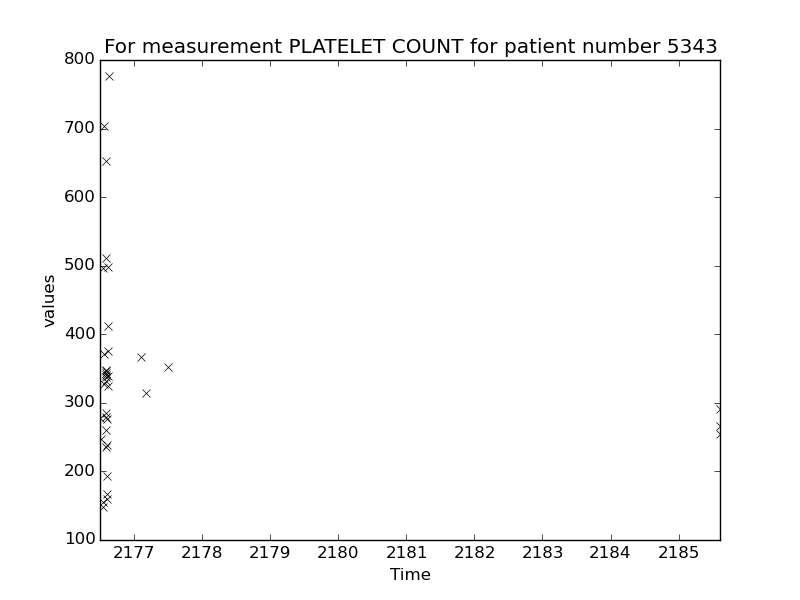 For measurement PLATELET COUNT for patient number 5343
800
700
600
500
400
300
200
100
values
2177 2178 2179 2180 2181 2182 2183 2184 2185
Time